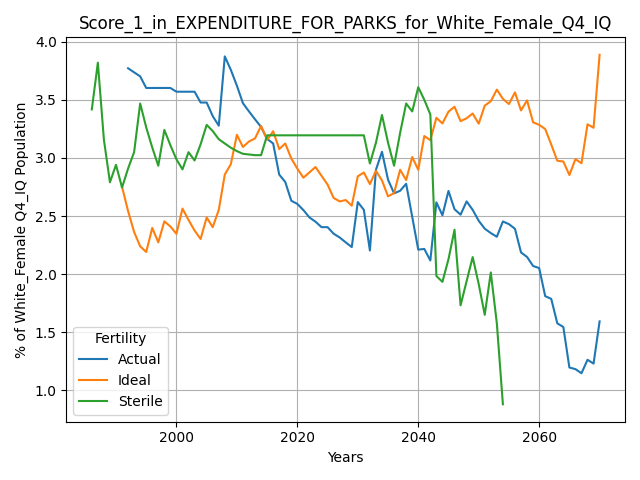 Score_1_in_EXPENDITURE_FOR_PARKS_for_White_Female_Q4_IQ
% of White_Female Q4_IQ Population
4.0
3.5
3.0
2.5
2.0
1.5
1.0
Fertility
Actual
Ideal
Sterile
2000
2020
2040
2060
Years